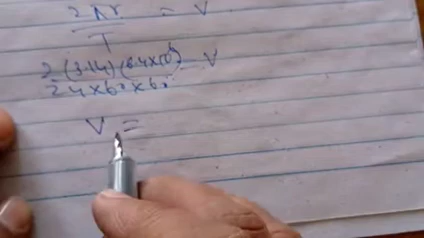 2πr = V
T
2 (3.14) (6.4×10⁶) = V
24×60×60
V =